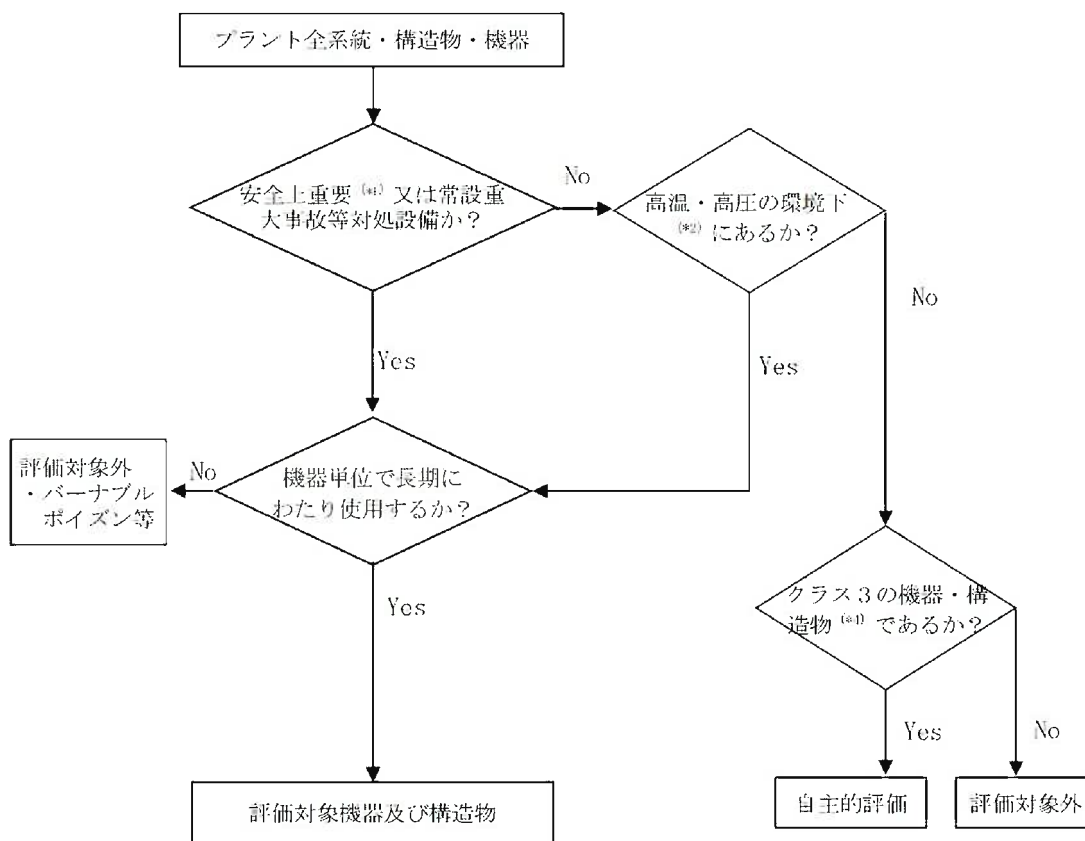 プラント全系統・構造物・機器
安全上重要(*1)又は常設重
大事故等対処設備か？
No
高温・高圧の環境下
(*2)にあるか？
No
Yes
Yes
評価対象外
・バーナブル
ポイズン等
No
機器単位で長期に
わたり使用するか？
Yes
クラス３の機器・構
造物(*1)であるか？
Yes
No
評価対象機器及び構造物
自主的評価
評価対象外